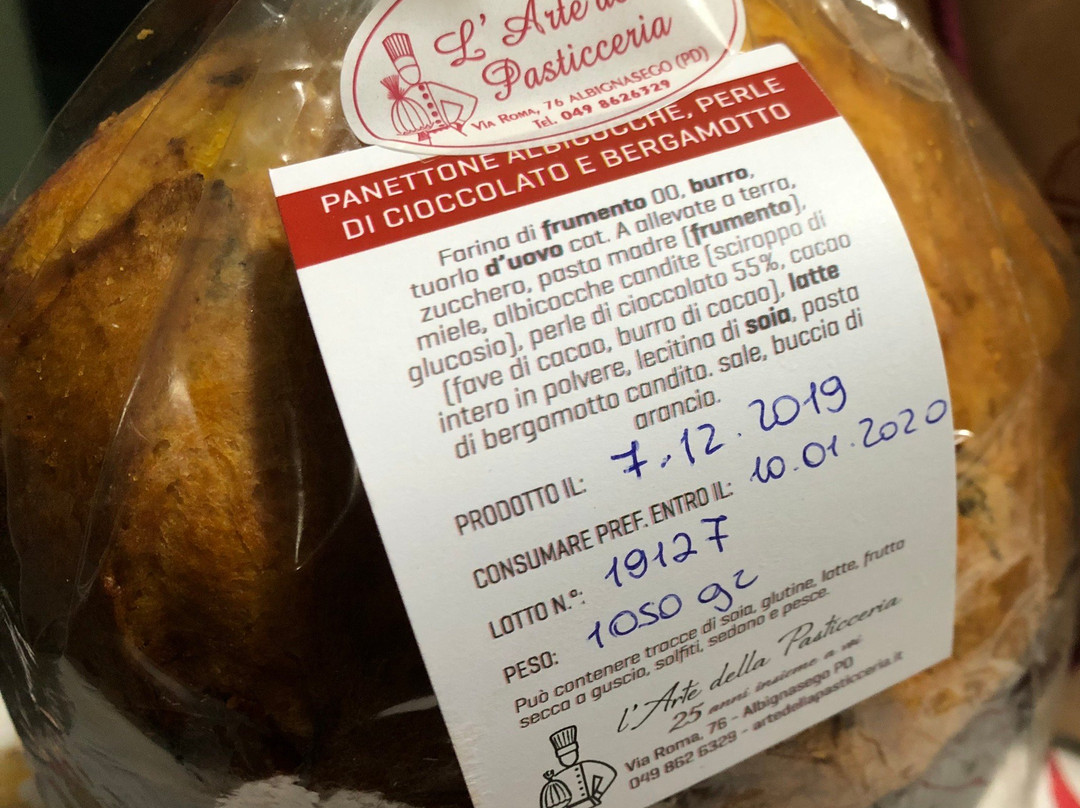 L'Arte
Pasticceria
VIA ROMA, 76 ALBIGNASEGO (PD)
Tel. 049 8626329
PANETTONE ALBICOCCHE, PERLE
DI CIOCCOLATO E BERGAMOTTO
Farina di frumento 00, burro,
tuorlo d'uovo cat. A allevate a terra,
zucchero, pasta madre (frumento),
miele, albicocche candite (sciroppo di
glucosio), perle di cioccolato 55%, cacao
(fave di cacao, burro di cacao), latte
intero in polvere, lecitina di soia, pasta
di bergamotto candito. sale, buccia di
arancio.
PRODOTTO IL: 7.12.2019
CONSUMARE PREF. ENTRO IL: 10.01.2020
LOTTO N.º: 19127
PESO: 1050 gr
Può contenere tracce di soia, glutine, latte, frutta
secca a guscio, solfiti, sedano e pesce.
l'Arte della Pasticceria
25 anni insieme a voi
Via Roma, 76 - Albignasego PD
049 862 6329 - artedellapasticceria.it